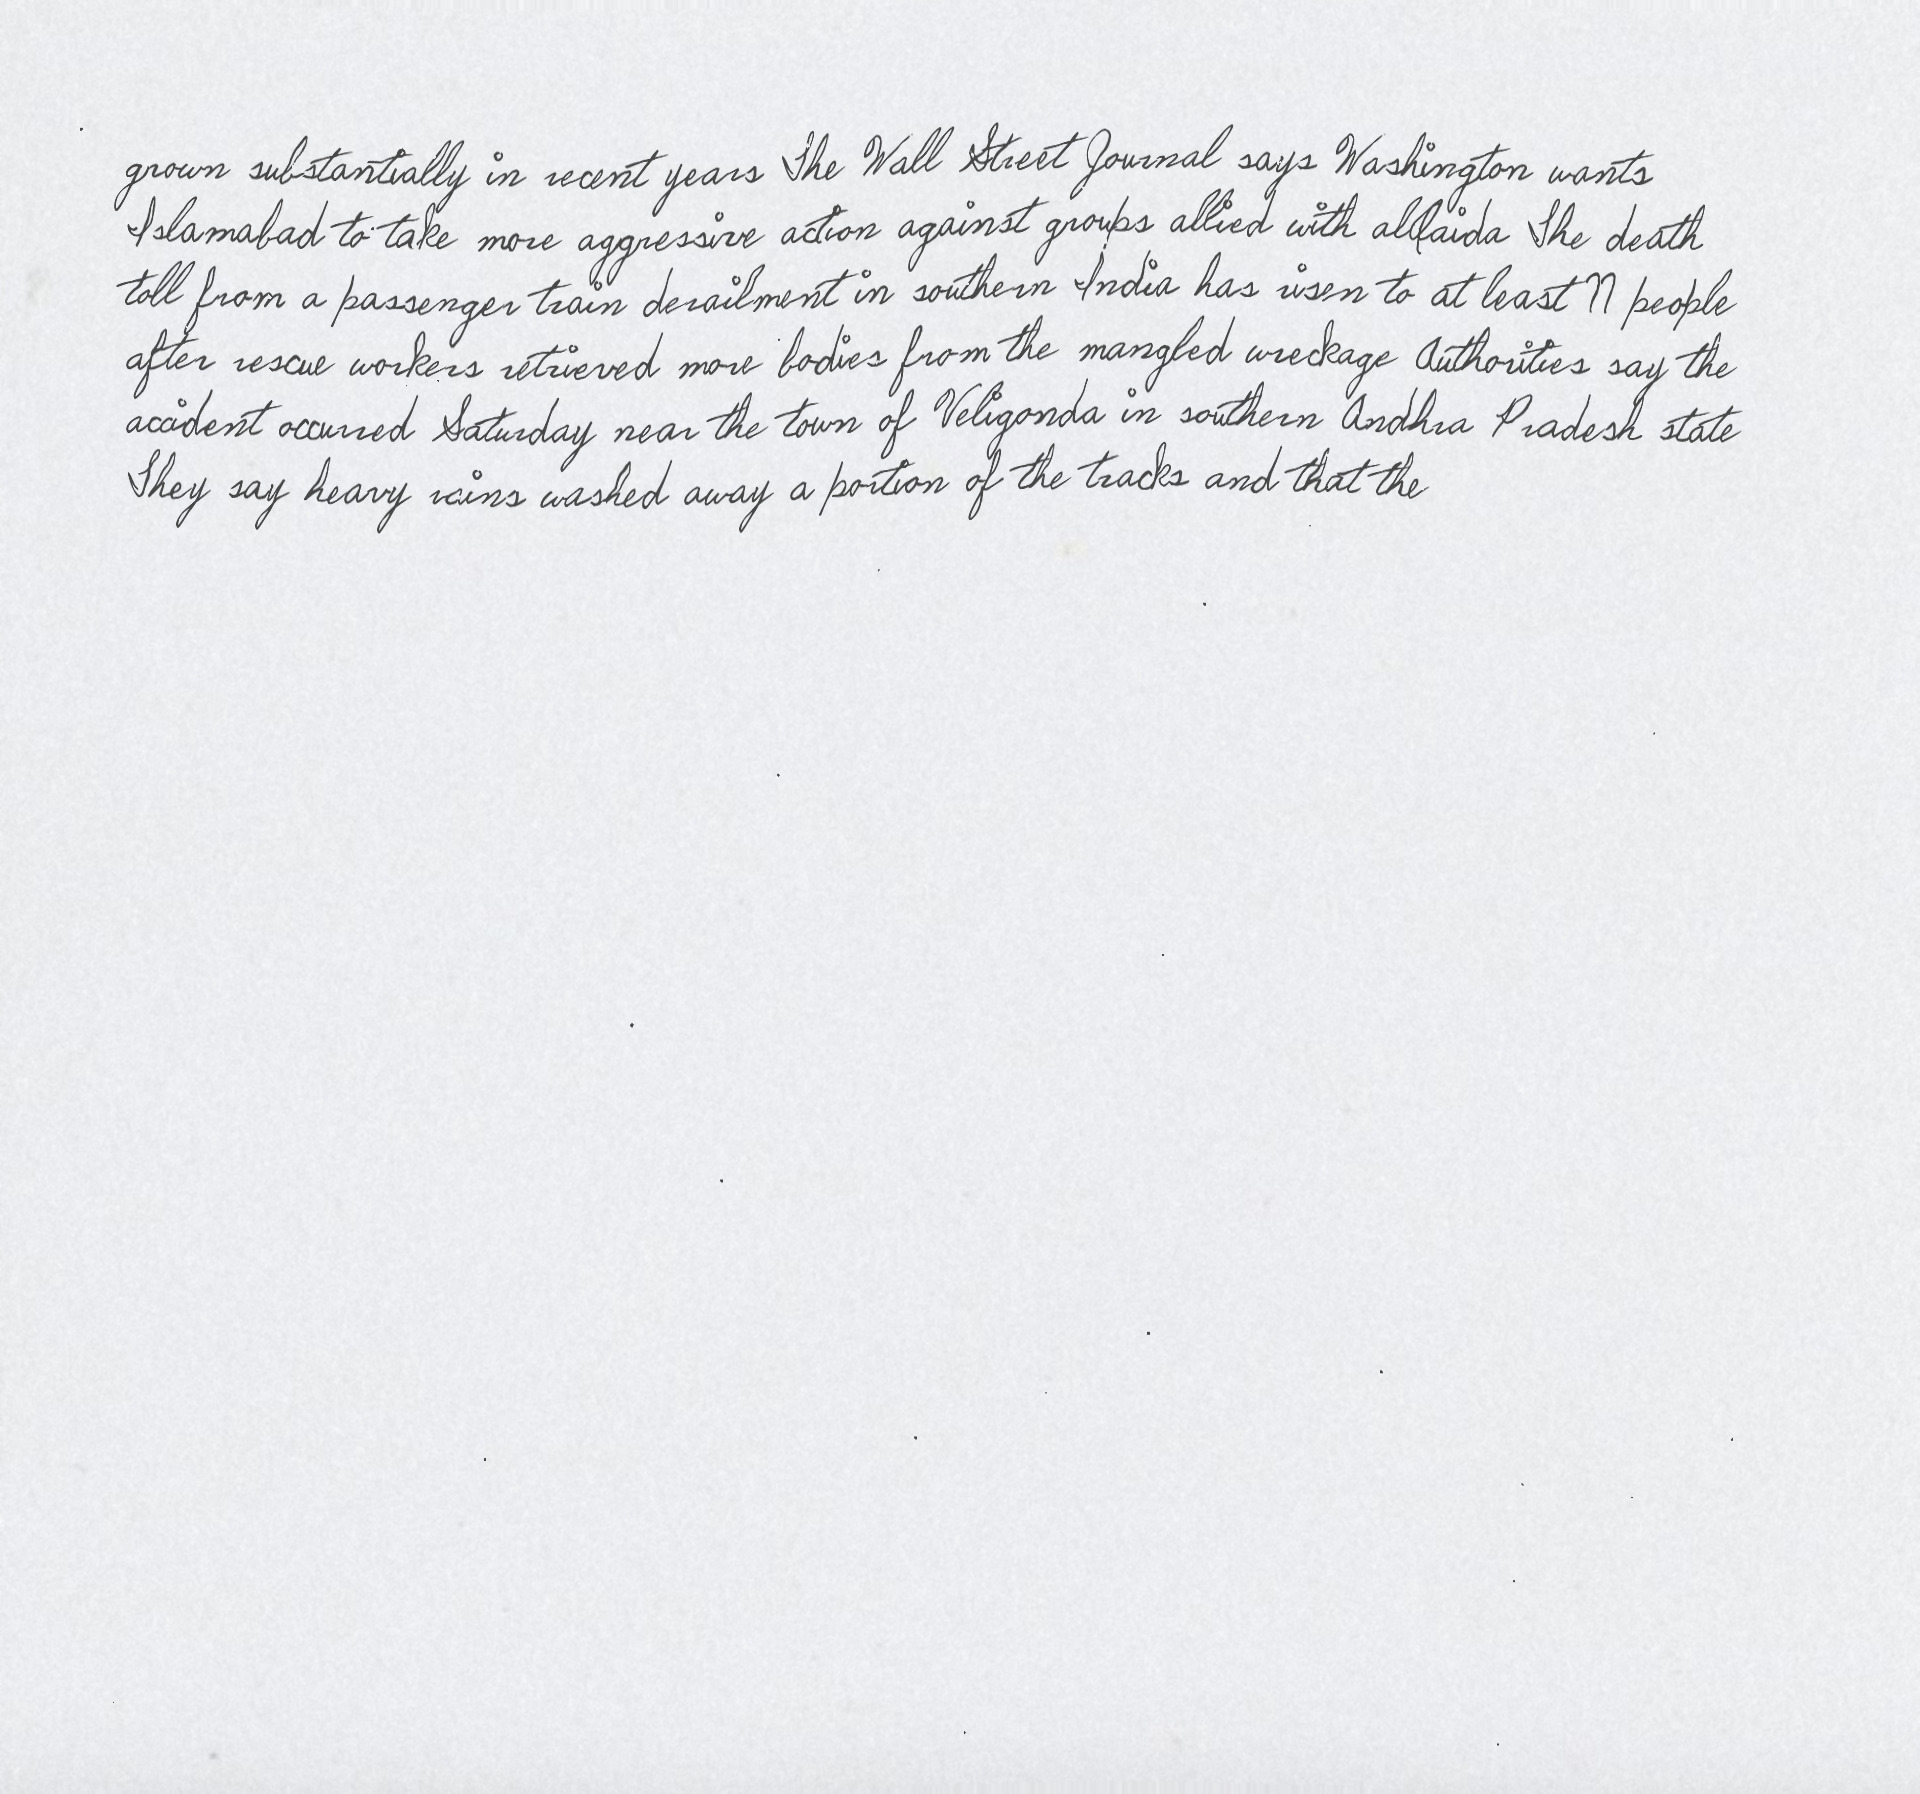 grown substantially in recent years The Wall Street Journal says Washington wants
Islamabad to take more aggressive action against groups allied with alQaida The death
toll from a passenger train derailment in southern India has risen to at least 77 people
after rescue workers retrieved more bodies from the mangled wreckage Authorities say the
accident occurred Saturday near the town of Veligonda in southern Andhra Pradesh state
They say heavy rains washed away a portion of the tracks and that the